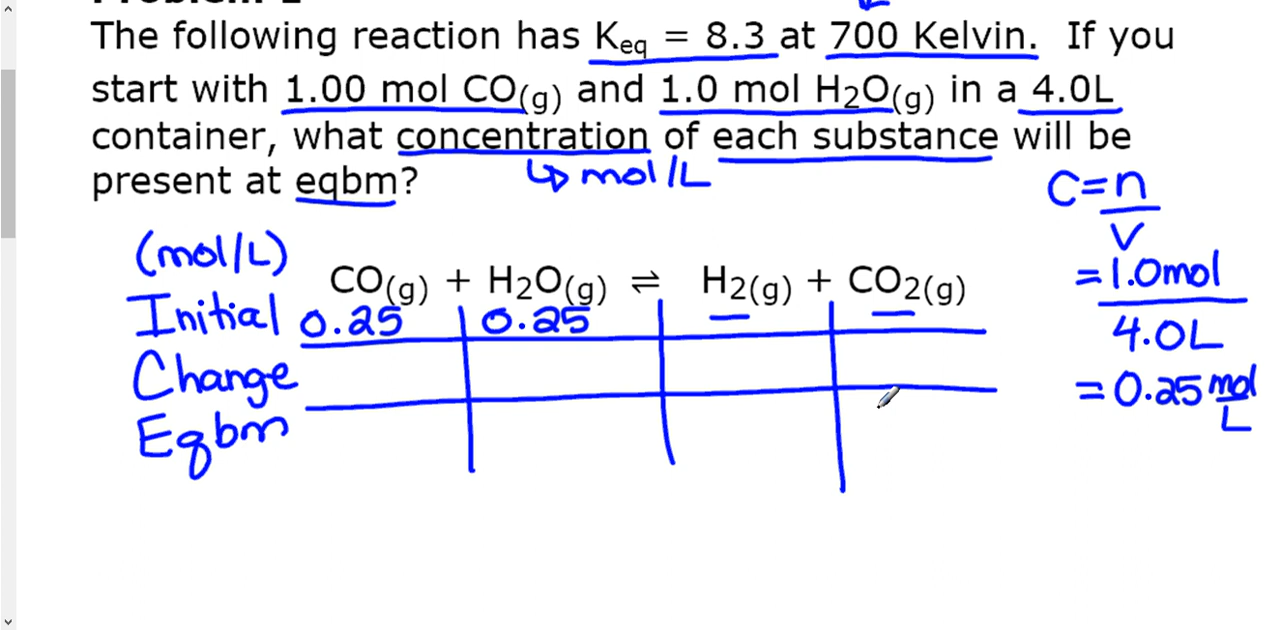 The following reaction has Keq = 8.3 at 700 Kelvin. If you
start with 1.00 mol CO(g) and 1.0 mol H2O(g) in a 4.0L
container, what concentration of each substance will be
present at eqbm?
↳ mol/L
C=n/V
=1.0mol/4.0L
=0.25 mol/L
(mol/L)
CO(g) + H2O(g) ⇌ H2(g) + CO2(g)
Initial 0.25 0.25
Change
Eqbm